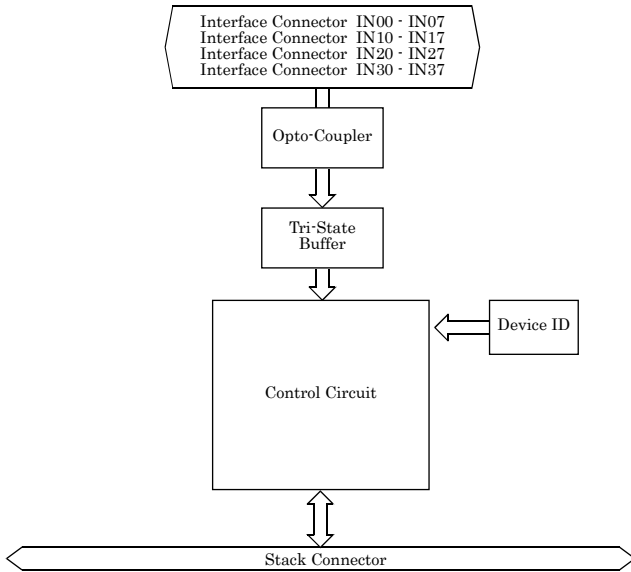 Interface Connector IN00 - IN07
Interface Connector IN10 - IN17
Interface Connector IN20 - IN27
Interface Connector IN30 - IN37
Opto-Coupler
Tri-State
Buffer
Device ID
Control Circuit
Stack Connector